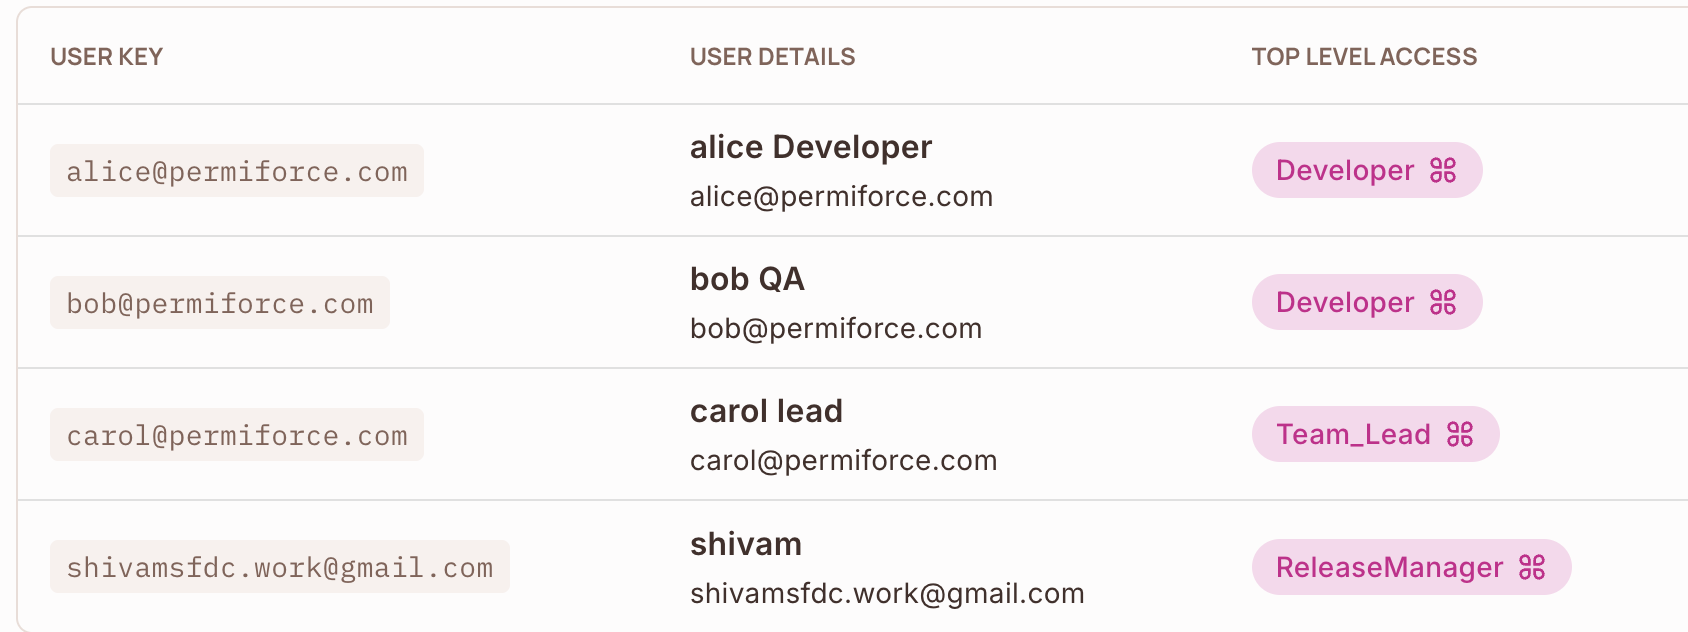 USER KEY USER DETAILS TOP LEVEL ACCESS
alice@permiforce.com
alice Developer
alice@permiforce.com
Developer
bob@permiforce.com
bob QA
bob@permiforce.com
Developer
carol@permiforce.com
carol lead
carol@permiforce.com
Team_Lead
shivamsfdc.work@gmail.com
shivam
shivamsfdc.work@gmail.com
ReleaseManager